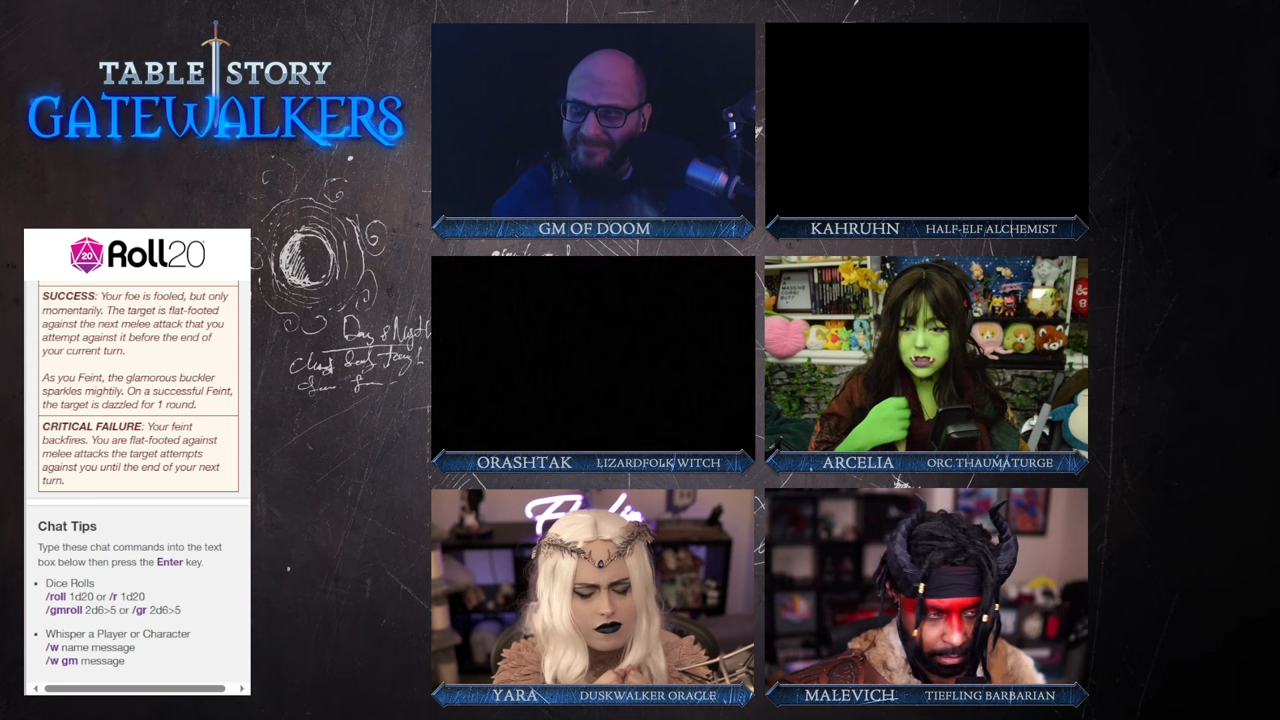 TABLE STORY
GATEWALKERS
Roll20
SUCCESS: Your foe is fooled, but only
momentarily. The target is flat-footed
against the next melee attack that you
attempt against it before the end of
your current turn.
As you Feint, the glamorous buckler
sparkles mightily. On a successful Feint,
the target is dazzled for 1 round.
CRITICAL FAILURE: Your feint
backfires. You are flat-footed against
melee attacks the target attempts
against you until the end of your next
turn.
Chat Tips
Type these chat commands into the text
box below then press the Enter key.
• Dice Rolls
/roll 1d20 or /r 1d20
/gmroll 2d6>5 or /gr 2d6>5
• Whisper a Player or Character
/w name message
/w gm message
Day & Night
GM OF DOOM
KAHRUHN HALF-ELF ALCHEMIST
ORASHTAK LIZARDFOLK WITCH
ARCELIA ORC THAUMATURGE
YARA DUSKWALKER ORACLE
MALEVICH TIEFLING BARBARIAN